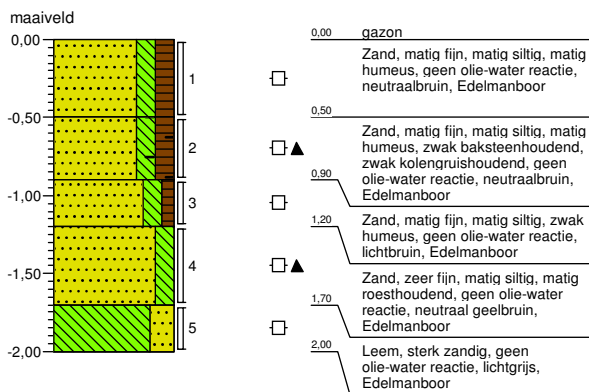 maaiveld
0,00
-0,50
-1,00
-1,50
-2,00
1
2
3
4
5
0,00 gazon
Zand, matig fijn, matig siltig, matig
humeus, geen olie-water reactie,
neutraalbruin, Edelmanboor
0,50
Zand, matig fijn, matig siltig, matig
humeus, zwak baksteenhoudend,
zwak kolengruishoudend, geen
olie-water reactie, neutraalbruin,
Edelmanboor
0,90
Zand, matig fijn, matig siltig, zwak
humeus, geen olie-water reactie,
lichtbruin, Edelmanboor
1,20
Zand, zeer fijn, matig siltig, matig
roesthoudend, geen olie-water
reactie, neutraal geelbruin,
Edelmanboor
1,70
Leem, sterk zandig, geen
olie-water reactie, lichtgrijs,
Edelmanboor
2,00